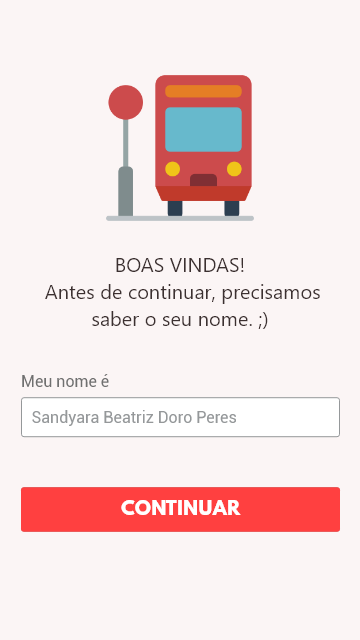 BOAS VINDAS!
Antes de continuar, precisamos
saber o seu nome. ;)
Meu nome é
Sandyara Beatriz Doro Peres
CONTINUAR